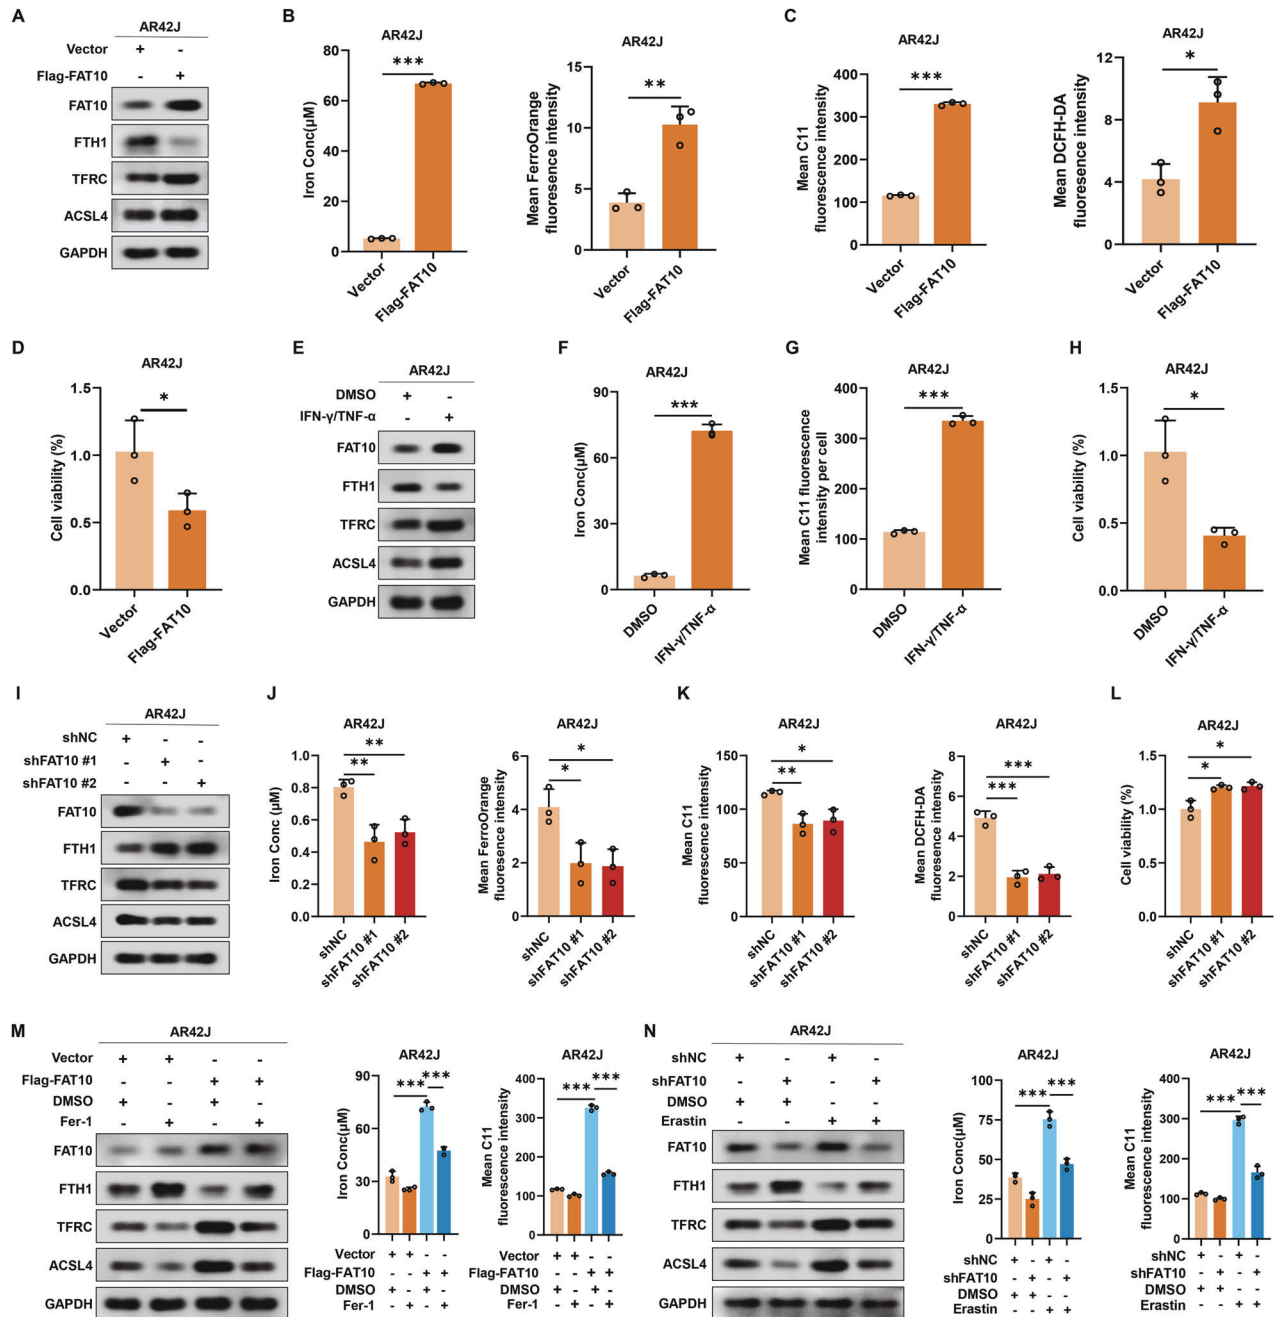 A
AR42J
Vector + -
Flag-FAT10 - +
FAT10
FTH1
TFRC
ACSL4
GAPDH
B
AR42J
Iron Conc(µM)
80
60
40
20
0
***
Vector
Flag-FAT10
AR42J
Mean FerroOrange
fluoresence intensity
15
10
5
0
**
Vector
Flag-FAT10
C
AR42J
Mean C11
fluorescence intensity
400
300
200
100
0
***
Vector
Flag-FAT10
AR42J
Mean DCFH-DA
fluorescence intensity
12
8
4
0
*
Vector
Flag-FAT10
D
AR42J
Cell viability (%)
1.5
1.0
0.5
0.0
*
Vector
Flag-FAT10
E
AR42J
DMSO + -
IFN-γ/TNF-α - +
FAT10
FTH1
TFRC
ACSL4
GAPDH
F
AR42J
Iron Conc(µM)
90
60
30
0
***
DMSO
IFN-γ/TNF-α
G
AR42J
Mean C11 fluorescence
intensity per cell
400
300
200
100
0
***
DMSO
IFN-γ/TNF-α
H
AR42J
Cell viability (%)
1.5
1.0
0.5
0.0
*
DMSO
IFN-γ/TNF-α
I
AR42J
shNC + - -
shFAT10 #1 - + -
shFAT10 #2 - - +
FAT10
FTH1
TFRC
ACSL4
GAPDH
J
AR42J
Iron Conc (µM)
1.0
0.8
0.6
0.4
0.2
0.0
**
**
shNC
shFAT10 #1
shFAT10 #2
AR42J
Mean FerroOrange
fluorescence intensity
6
4
2
0
*
*
shNC
shFAT10 #1
shFAT10 #2
K
AR42J
Mean C11
fluorescence intensity
150
100
50
0
*
**
shNC
shFAT10 #1
shFAT10 #2
AR42J
Mean DCFH-DA
fluorescence intensity
8
6
4
2
0
***
***
shNC
shFAT10 #1
shFAT10 #2
L
AR42J
Cell viability (%)
1.5
1.0
0.5
0.0
*
*
shNC
shFAT10 #1
shFAT10 #2
M
AR42J
Vector + + - -
Flag-FAT10 - - + +
DMSO + - + -
Fer-1 - + - +
FAT10
FTH1
TFRC
ACSL4
GAPDH
AR42J
Iron Conc(µM)
90
60
30
0
*** ***
Vector + + - -
Flag-FAT10 - - + +
DMSO + - + -
Fer-1 - + - +
AR42J
Mean C11
fluorescence intensity
400
300
200
100
0
*** ***
Vector + + - -
Flag-FAT10 - - + +
DMSO + - + -
Fer-1 - + - +
N
AR42J
shNC + - + -
shFAT10 - + - +
DMSO + + - -
Erastin - - + +
FAT10
FTH1
TFRC
ACSL4
GAPDH
AR42J
Iron Conc(µM)
100
75
50
25
0
*** ***
shNC + - + -
shFAT10 - + - +
DMSO + + - -
Erastin - - + +
AR42J
Mean C11
fluorescence intensity
400
300
200
100
0
*** ***
shNC + - + -
shFAT10 - + - +
DMSO + + - -
Erastin - - + +